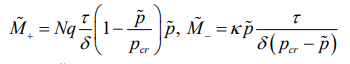 M̃₊ = Nq τ/δ (1 − p̃/p_cr) p̃, M̃₋ = κp̃ τ/δ(p_cr − p̃)